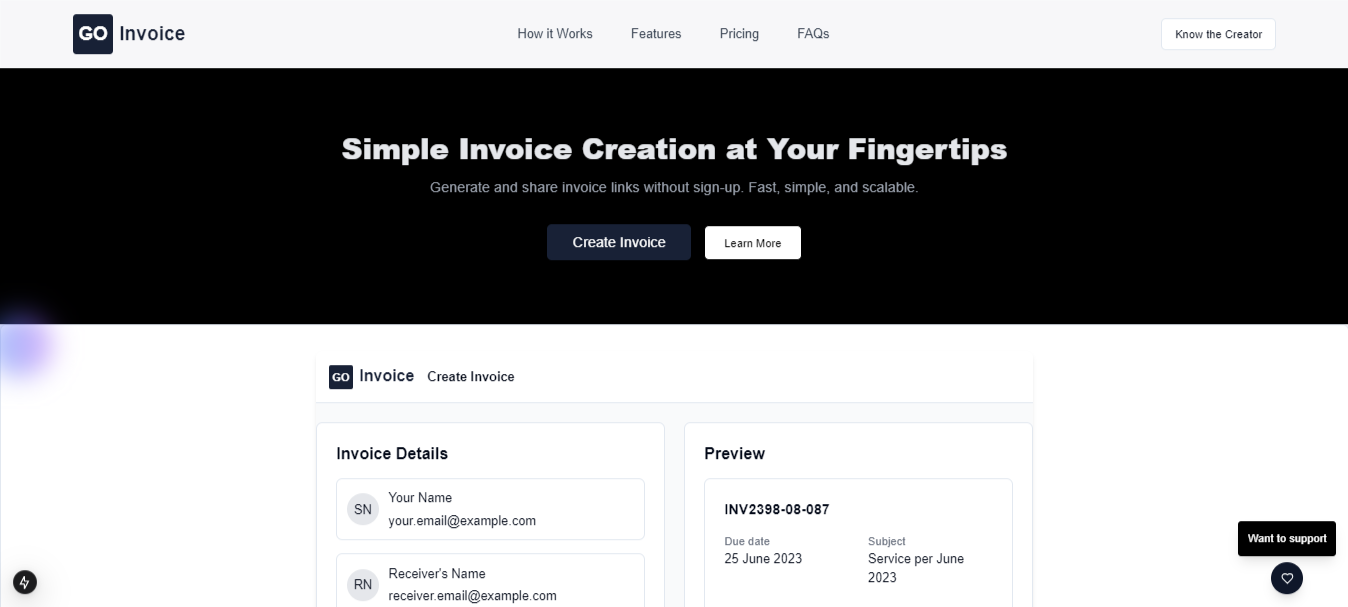 GO Invoice
How it Works
Features
Pricing
FAQs
Know the Creator
Simple Invoice Creation at Your Fingertips
Generate and share invoice links without sign-up. Fast, simple, and scalable.
Create Invoice
Learn More
GO Invoice Create Invoice
Invoice Details
SN
Your Name
your.email@example.com
RN
Receiver's Name
receiver.email@example.com
Preview
INV2398-08-087
Due date
25 June 2023
Subject
Service per June
2023
Want to support